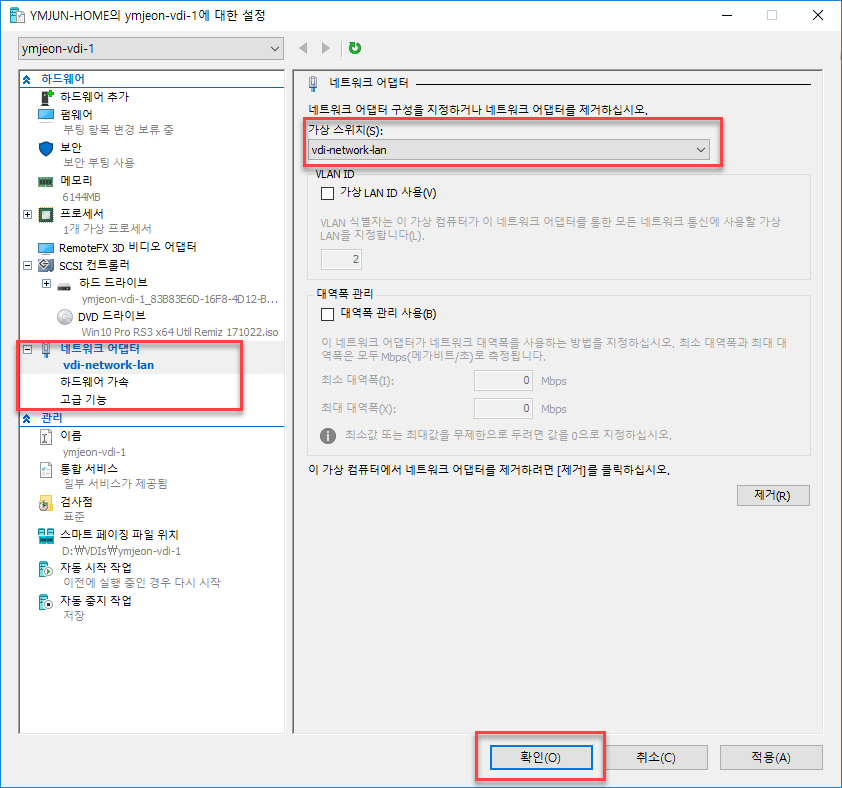 YMJUN-HOME의 ymjeon-vdi-1에 대한 설정
ymjeon-vdi-1
하드웨어
하드웨어 추가
펌웨어
부팅 항목 변경 보류 중
보안
보안 부팅 사용
메모리
6144MB
프로세서
1개 가상 프로세서
RemoteFX 3D 비디오 어댑터
SCSI 컨트롤러
하드 드라이브
ymjeon-vdi-1_83B83E6D-16F8-4D12-B...
DVD 드라이브
Win10 Pro RS3 x64 Util Remiz 171022.iso
네트워크 어댑터
vdi-network-lan
하드웨어 가속
고급 기능
관리
이름
ymjeon-vdi-1
통합 서비스
일부 서비스가 제공됨
검사점
표준
스마트 페이징 파일 위치
D:₩VDIs₩ymjeon-vdi-1
자동 시작 작업
이전에 실행 중인 경우 다시 시작
자동 중지 작업
저장
네트워크 어댑터
네트워크 어댑터 구성을 지정하거나 네트워크 어댑터를 제거하십시오.
가상 스위치(S):
vdi-network-lan
VLAN ID
가상 LAN ID 사용(V)
VLAN 식별자는 이 가상 컴퓨터가 이 네트워크 어댑터를 통한 모든 네트워크 통신에 사용할 가상
LAN을 지정합니다(L).
2
대역폭 관리
대역폭 관리 사용(B)
이 네트워크 어댑터가 네트워크 대역폭을 사용하는 방법을 지정하십시오. 최소 대역폭과 최대 대
역폭은 모두 Mbps(메가비트/초)로 측정됩니다.
최소 대역폭(I): 0 Mbps
최대 대역폭(X): 0 Mbps
최소값 또는 최대값을 무제한으로 두려면 값을 0으로 지정하십시오.
이 가상 컴퓨터에서 네트워크 어댑터를 제거하려면 [제거]를 클릭하십시오.
제거(R)
확인(O) 취소(C) 적용(A)